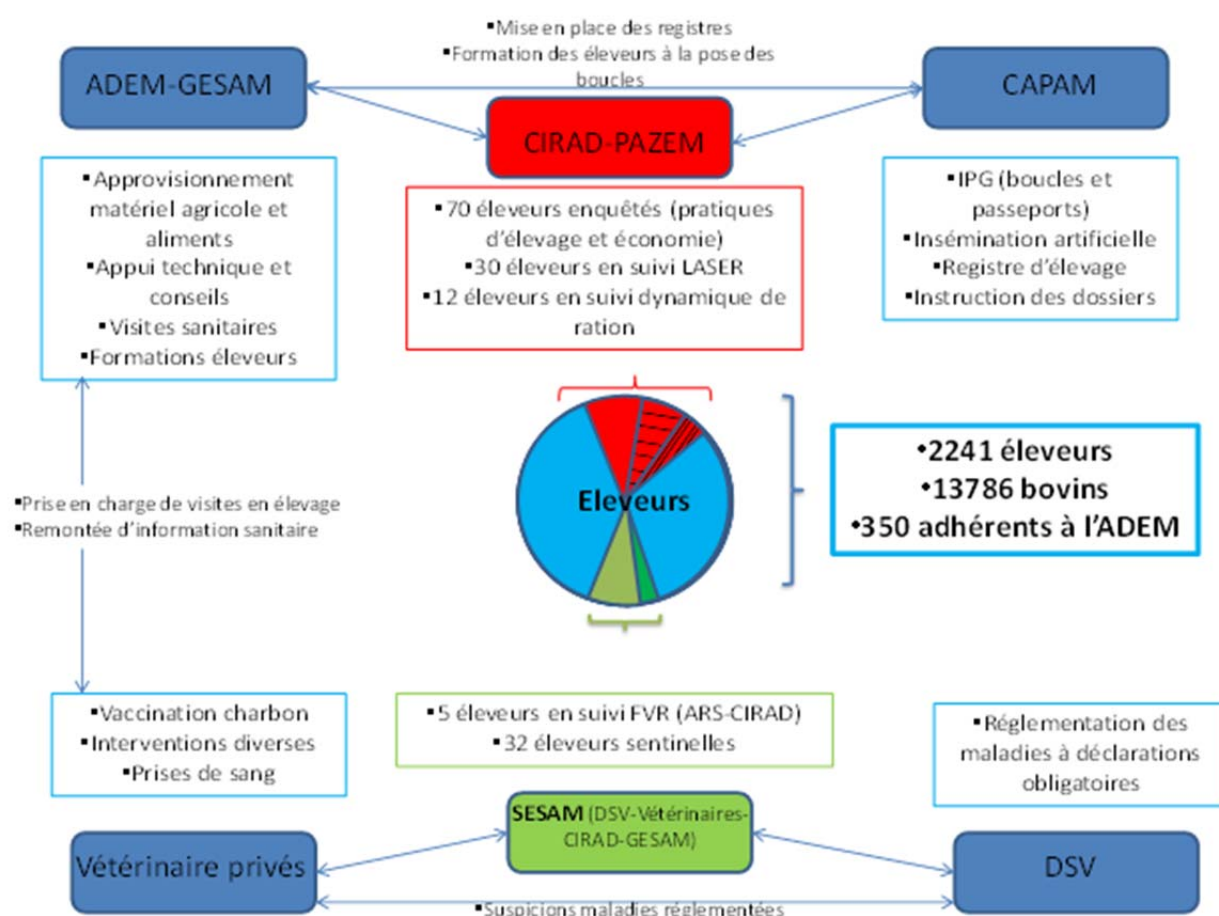 ▪Mise en place des registres
▪Formation des éleveurs à la pose des
boucles
ADEM-GESAM
CAPAM
CIRAD-PAZEM
▪Approvisionnement
matériel agricole et
aliments
▪Appui technique et
conseils
▪Visites sanitaires
▪Formations éleveurs
▪70 éleveurs enquêtés (pratiques
d'élevage et économie)
▪30 éleveurs en suivi LASER
▪12 éleveurs en suivi dynamique de
ration
▪IPG (boucles et
passeports)
▪Insémination artificielle
▪Registre d'élevage
▪Instruction des dossiers
Eleveurs
•2241 éleveurs
•13786 bovins
•350 adhérents à l'ADEM
▪Prise en charge de visites en élevage
▪Remontée d'information sanitaire
▪Vaccination charbon
▪Interventions diverses
▪Prises de sang
▪5 éleveurs en suivi FVR (ARS-CIRAD)
▪32 éleveurs sentinelles
▪Réglementation des
maladies à déclarations
obligatoires
SESAM (DSV-Vétérinaires-
CIRAD-GESAM)
Vétérinaire privés
DSV
▪Suspicions maladies réglementées